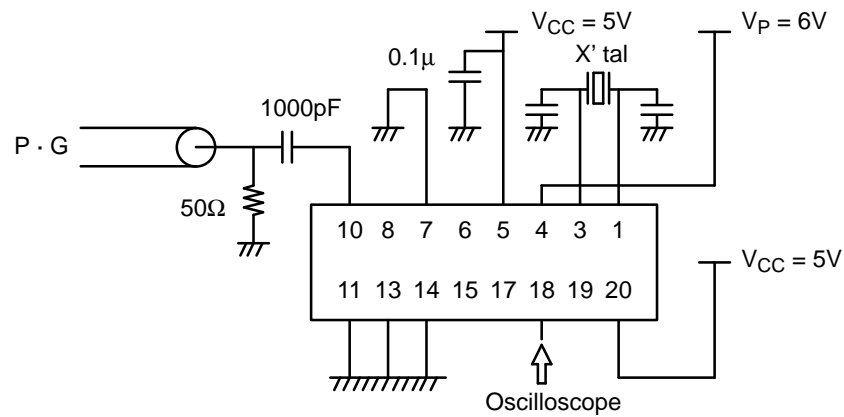 V_CC = 5V
V_P = 6V
0.1μ
X' tal
1000pF
P · G
50Ω
10 8 7 6 5 4 3 1
11 13 14 15 17 18 19 20
V_CC = 5V
Oscilloscope